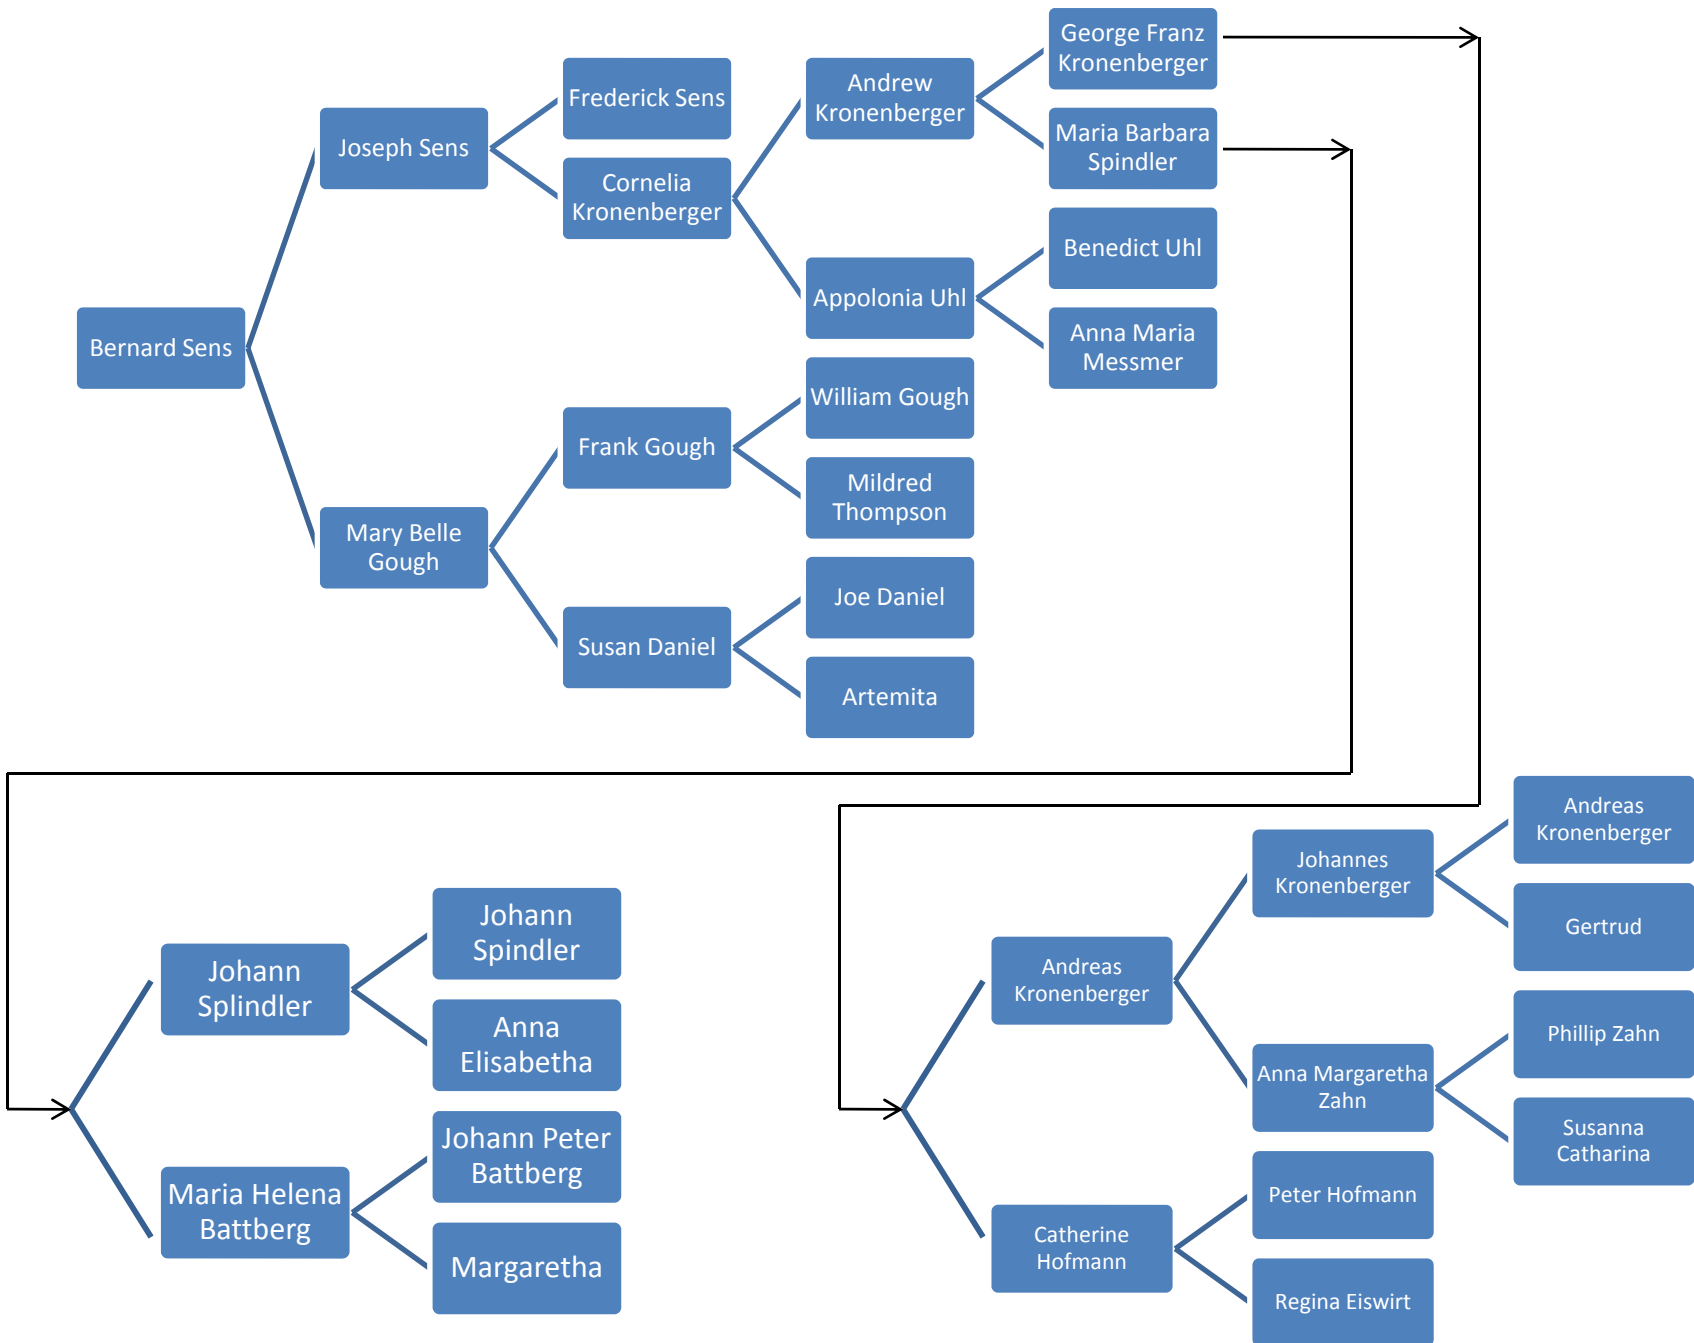 George Franz
Kronenberger
Frederick Sens
Andrew
Kronenberger
Joseph Sens
Maria Barbara
Spindler
Cornelia
Kronenberger
Benedict Uhl
Appolonia Uhl
Bernard Sens
Anna Maria
Messmer
William Gough
Frank Gough
Mildred
Thompson
Mary Belle
Gough
Joe Daniel
Susan Daniel
Artemita
Johann
Spindler
Johann
Splindler
Anna
Elisabetha
Johann Peter
Battberg
Maria Helena
Battberg
Margaretha
Andreas
Kronenberger
Johannes
Kronenberger
Gertrud
Andreas
Kronenberger
Phillip Zahn
Anna Margaretha
Zahn
Susanna
Catharina
Peter Hofmann
Catherine
Hofmann
Regina Eiswirt